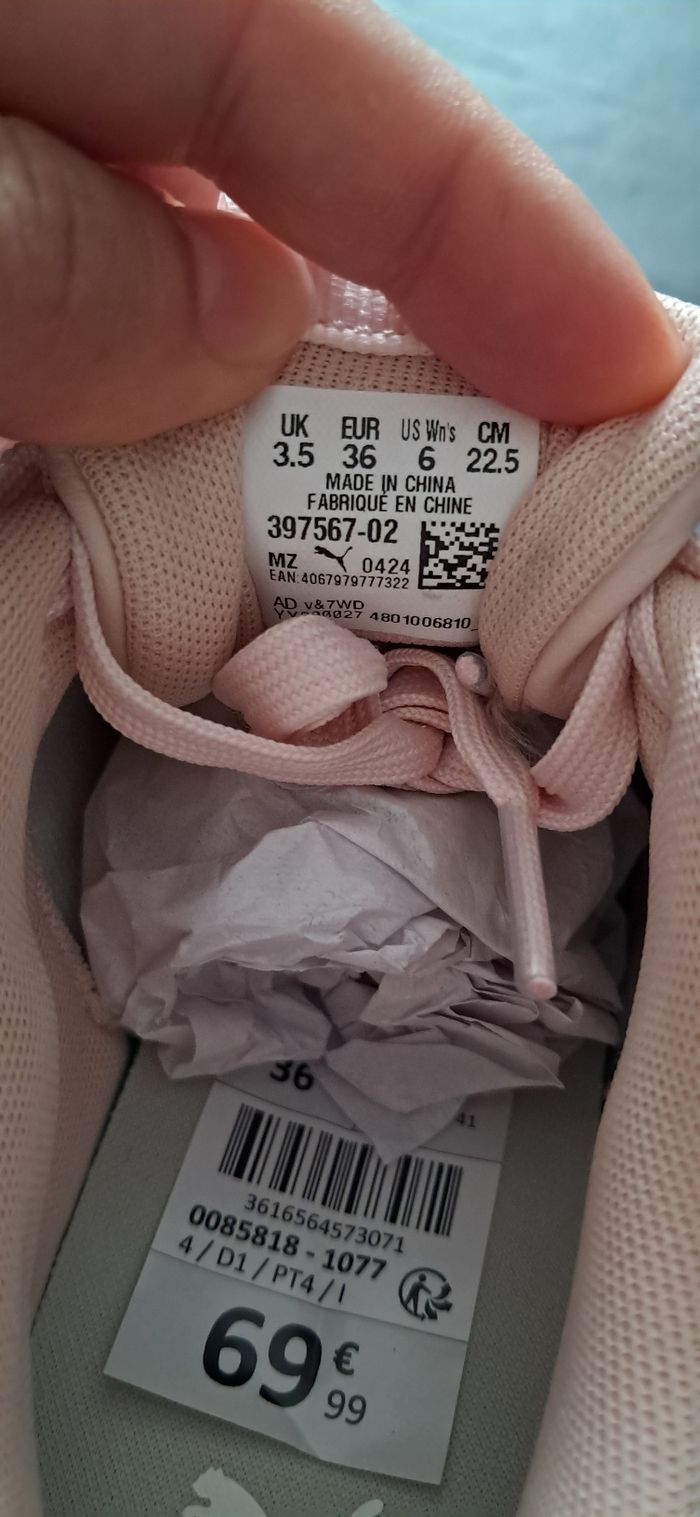 UK EUR US Wn's CM
3.5 36 6 22.5
MADE IN CHINA
FABRIQUÉ EN CHINE
397567-02
MZ 0424
EAN:4067979777322
AD v&7WD
4801006810
36
41
3616564573071
0085818 - 1077
4 / D1 / PT4 / I
69 €
99